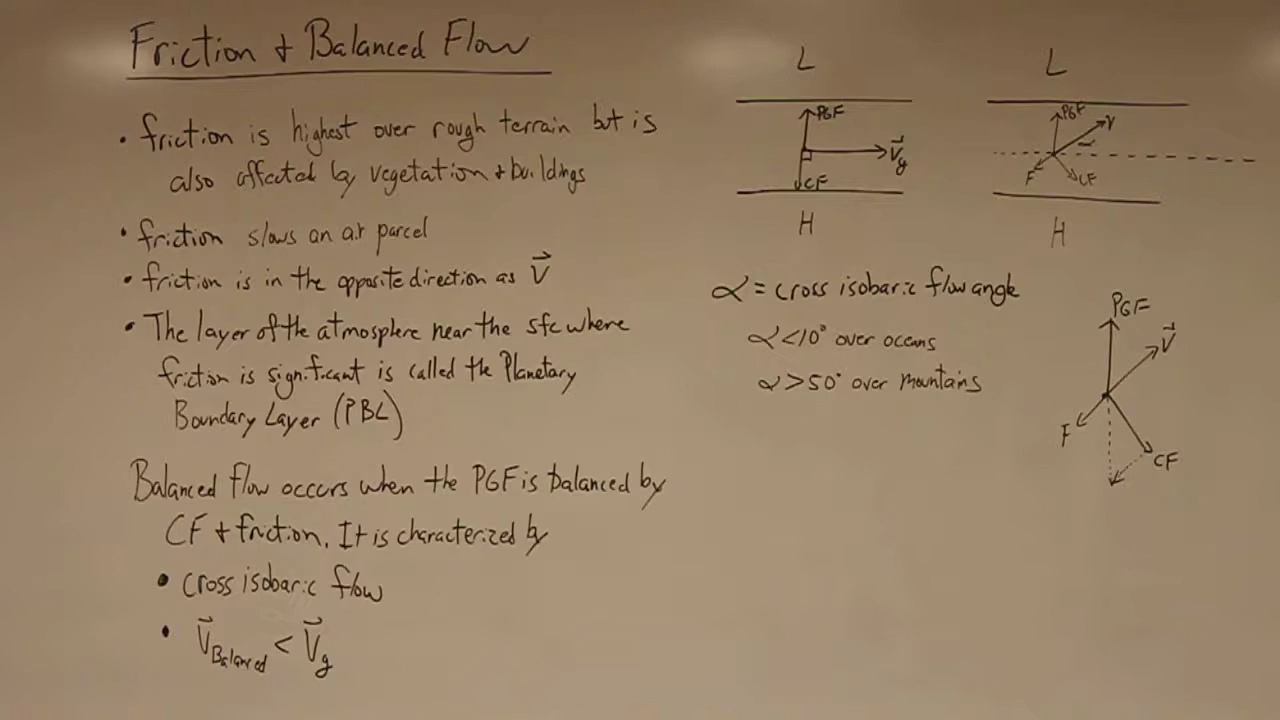 Friction + Balanced Flow
• friction is highest over rough terrain but is
also affected by vegetation + buildings
• friction slows an air parcel
• friction is in the opposite direction as V⃗
• The layer of the atmosphere near the sfc where
friction is significant is called the Planetary
Boundary Layer (PBL)
Balanced flow occurs when the PGF is balanced by
CF + friction. It is characterized by
• cross isobaric flow
• V⃗Balanced < V⃗g
L
PGF
V⃗g
CF
H
L
PGF
V
α
F
CF
H
α = cross isobaric flow angle
α < 10° over oceans
α > 50° over mountains
PGF
V⃗
F
CF